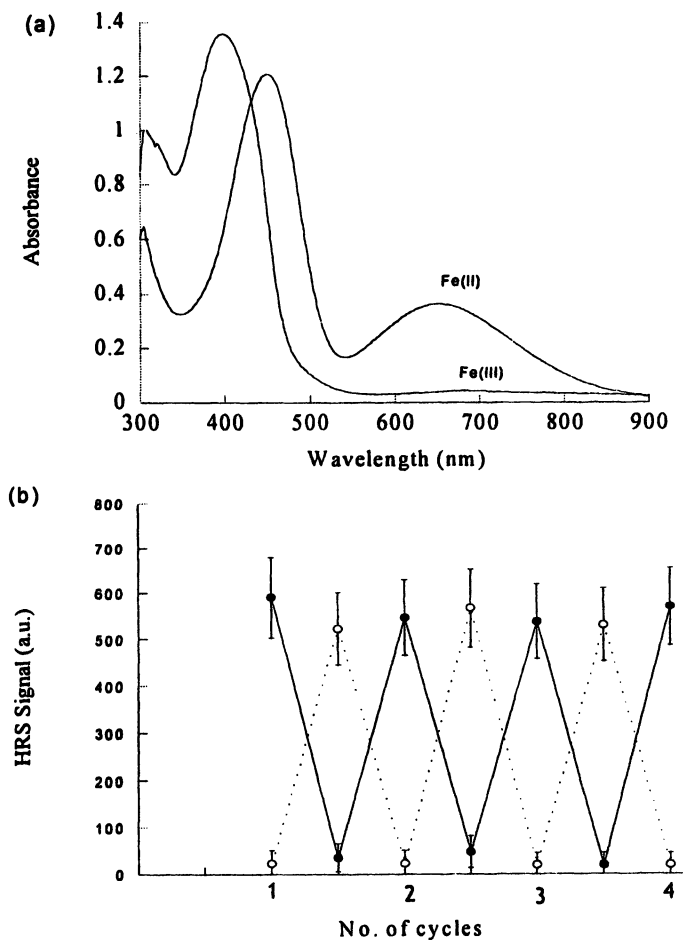 (a)
1.4
1.2
1
0.8
0.6
0.4
0.2
0
Absorbance
Fe(II)
Fe(III)
300 400 500 600 700 800 900
Wavelength (nm)
(b)
800
700
600
500
400
300
200
100
0
HRS Signal (a.u.)
1 2 3 4
No. of cycles